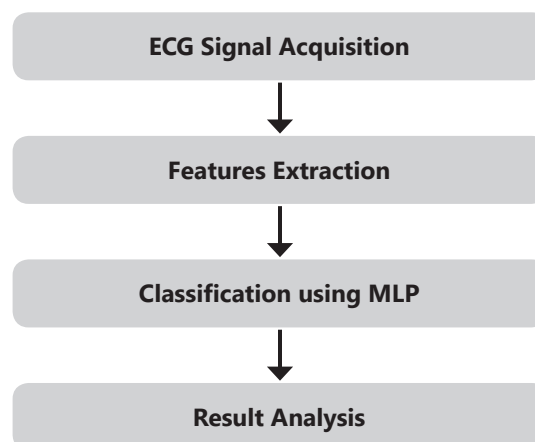 ECG Signal Acquisition
Features Extraction
Classification using MLP
Result Analysis